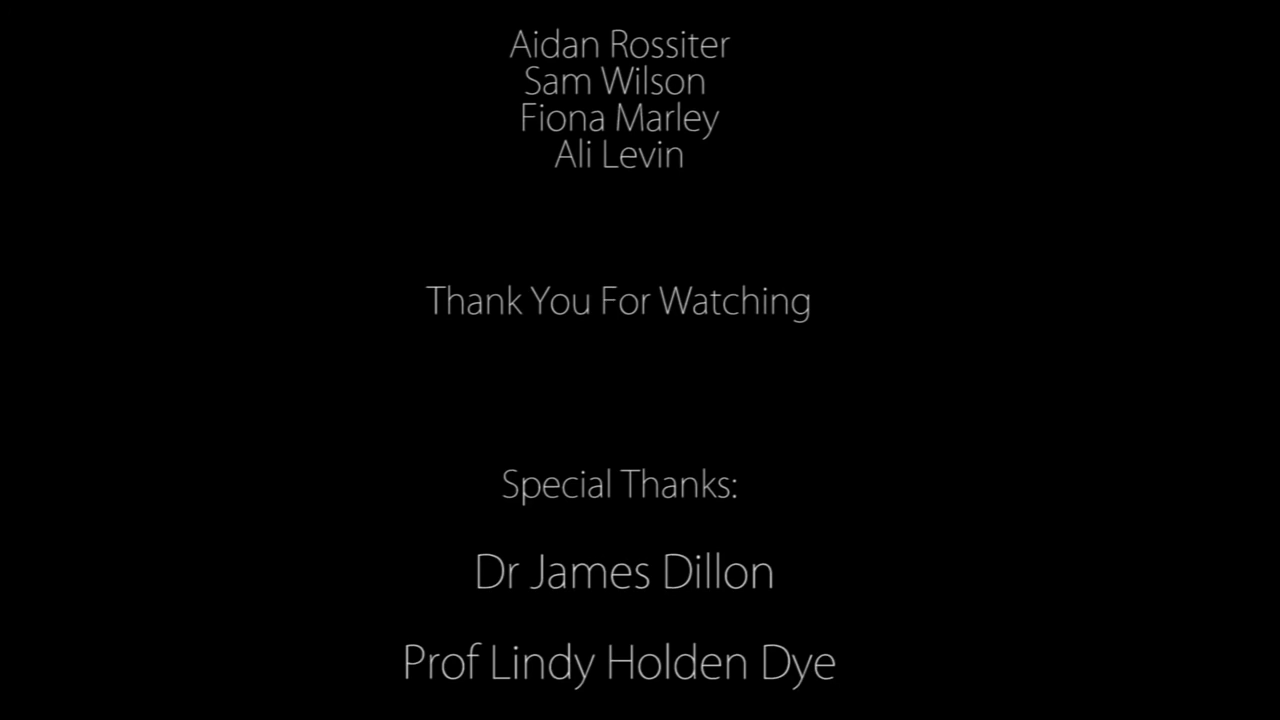 Aidan Rossiter
Sam Wilson
Fiona Marley
Ali Levin
Thank You For Watching
Special Thanks:
Dr James Dillon
Prof Lindy Holden Dye